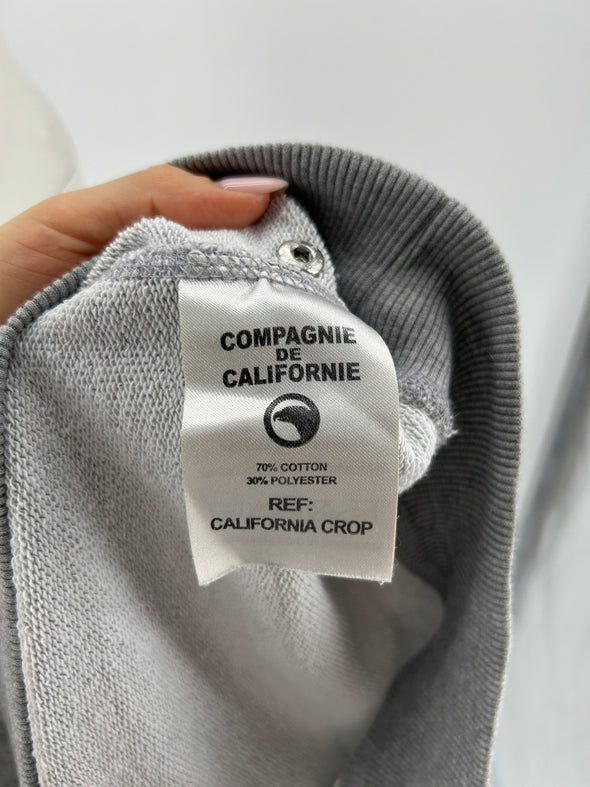 COMPAGNIE
DE
CALIFORNIE
70% COTTON
30% POLYESTER
REF:
CALIFORNIA CROP